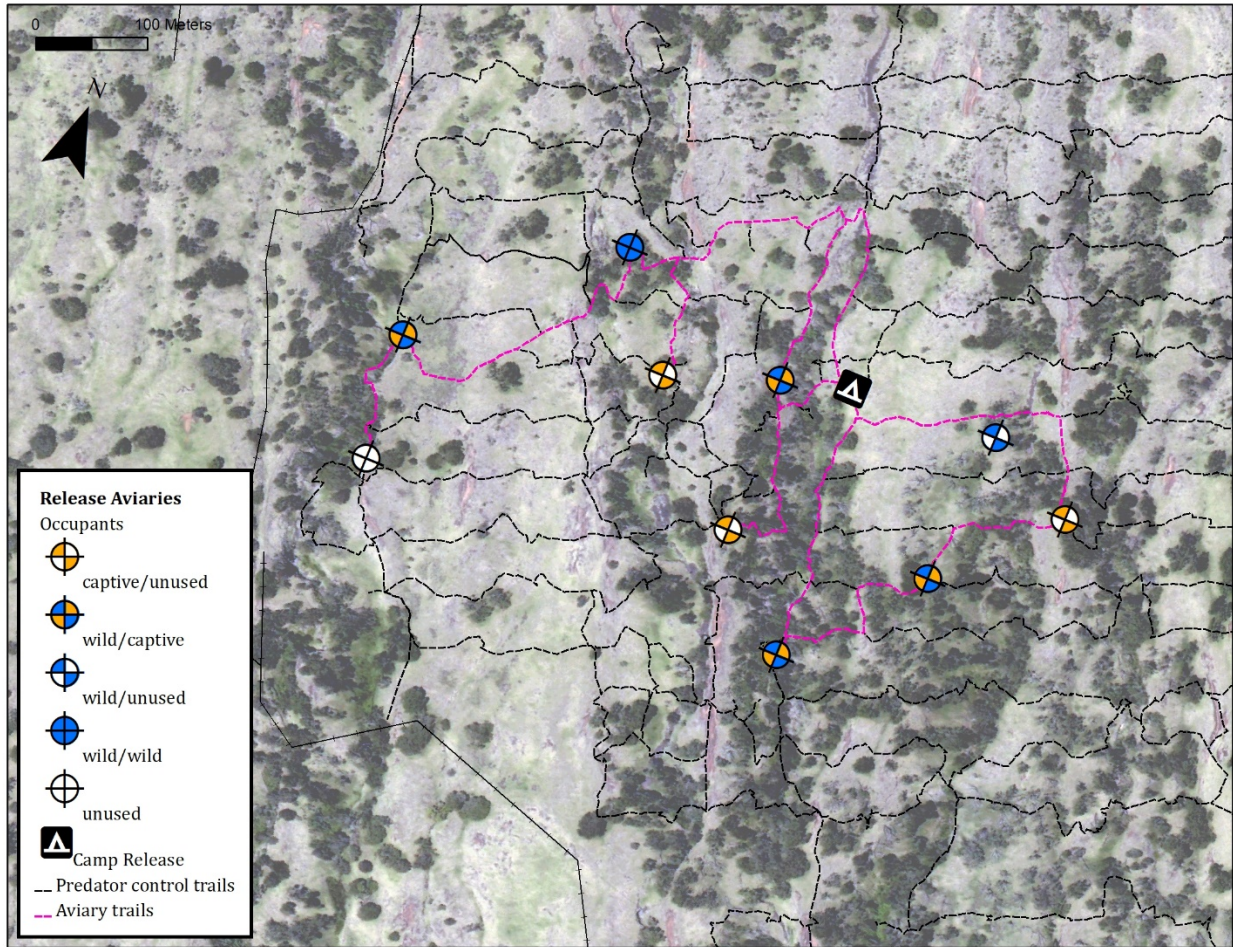 0 100 Meters
N
Release Aviaries
Occupants
captive/unused
wild/captive
wild/unused
wild/wild
unused
Camp Release
Predator control trails
Aviary trails